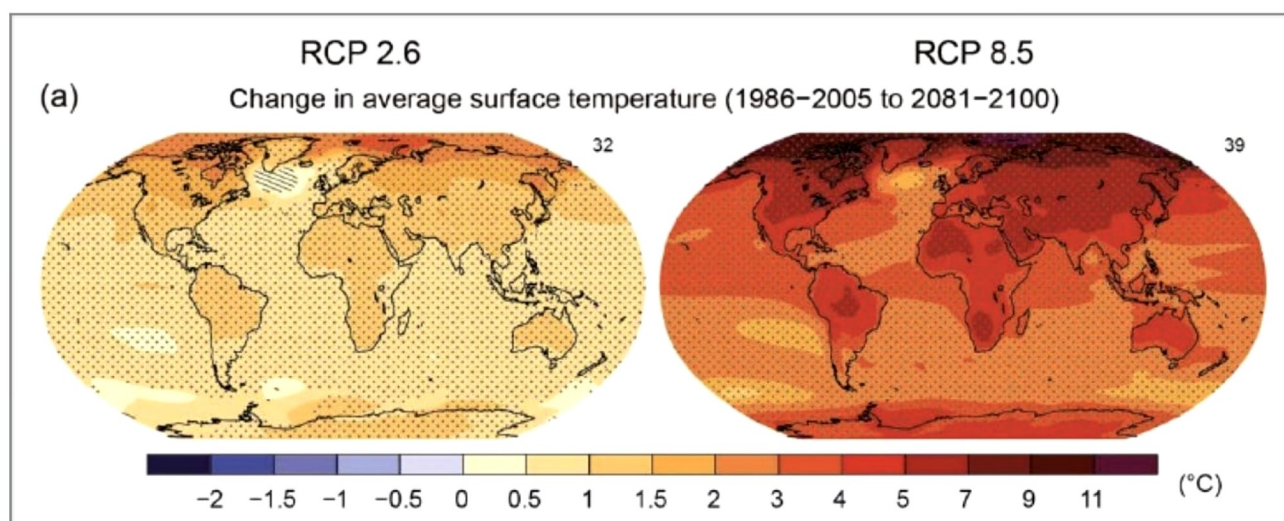 RCP 2.6 RCP 8.5
(a) Change in average surface temperature (1986−2005 to 2081−2100)
32 39
−2 −1.5 −1 −0.5 0 0.5 1 1.5 2 3 4 5 7 9 11 (°C)